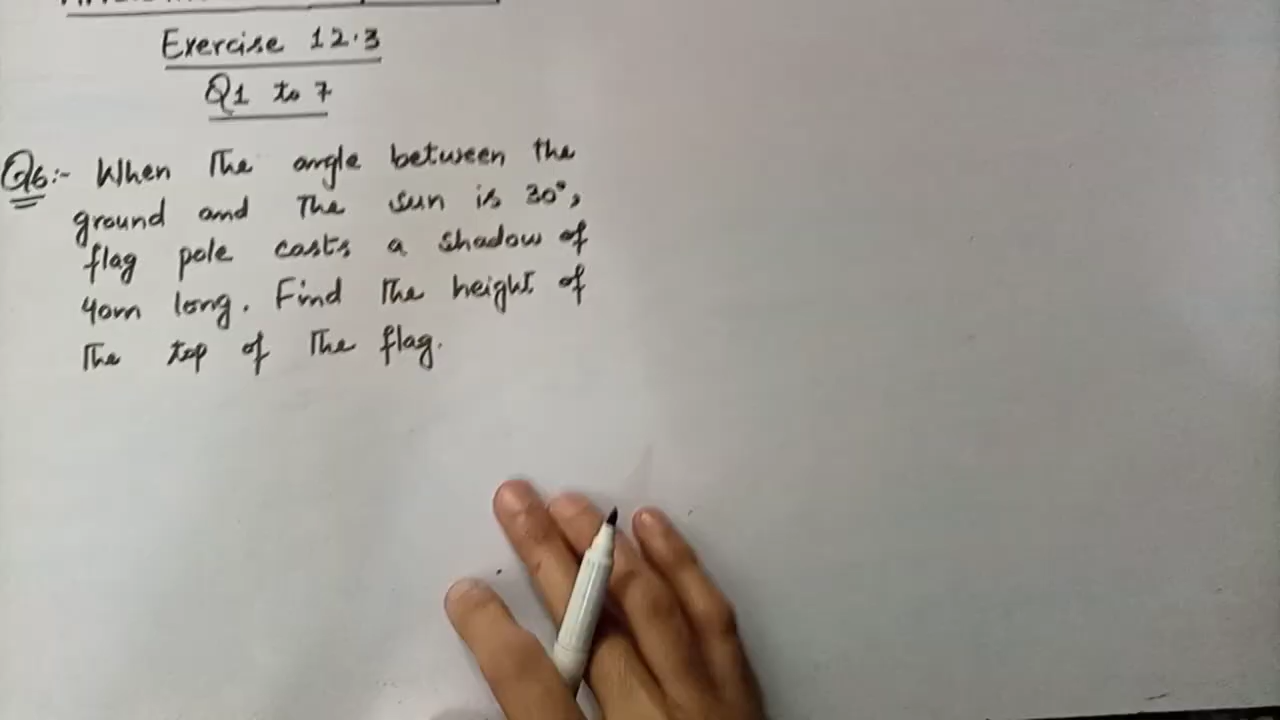 Exercise 12.3
Q1 to 7
Q6:- When The angle between the
ground and The sun is 30°,
flag pole casts a shadow of
40m long. Find The height of
The top of The flag.